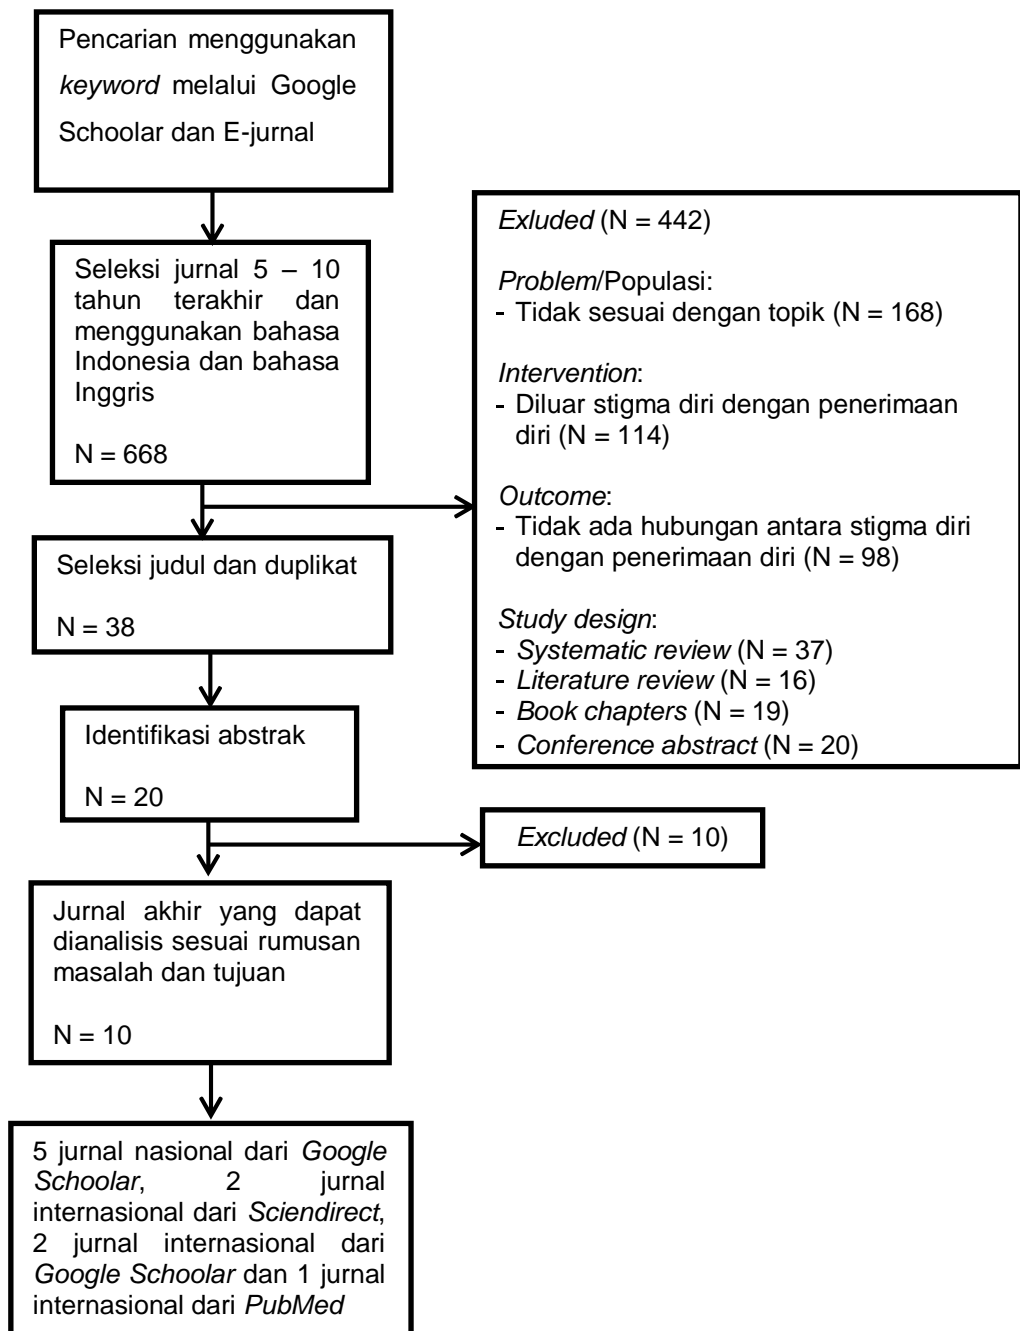 Pencarian menggunakan
keyword melalui Google
Schoolar dan E-jurnal
Seleksi jurnal 5 – 10
tahun terakhir dan
menggunakan bahasa
Indonesia dan bahasa
Inggris
N = 668
Exluded (N = 442)
Problem/Populasi:
- Tidak sesuai dengan topik (N = 168)
Intervention:
- Diluar stigma diri dengan penerimaan
diri (N = 114)
Outcome:
- Tidak ada hubungan antara stigma diri
dengan penerimaan diri (N = 98)
Study design:
- Systematic review (N = 37)
- Literature review (N = 16)
- Book chapters (N = 19)
- Conference abstract (N = 20)
Seleksi judul dan duplikat
N = 38
Identifikasi abstrak
N = 20
Excluded (N = 10)
Jurnal akhir yang dapat
dianalisis sesuai rumusan
masalah dan tujuan
N = 10
5 jurnal nasional dari Google
Schoolar, 2 jurnal
internasional dari Sciendirect,
2 jurnal internasional dari
Google Schoolar dan 1 jurnal
internasional dari PubMed